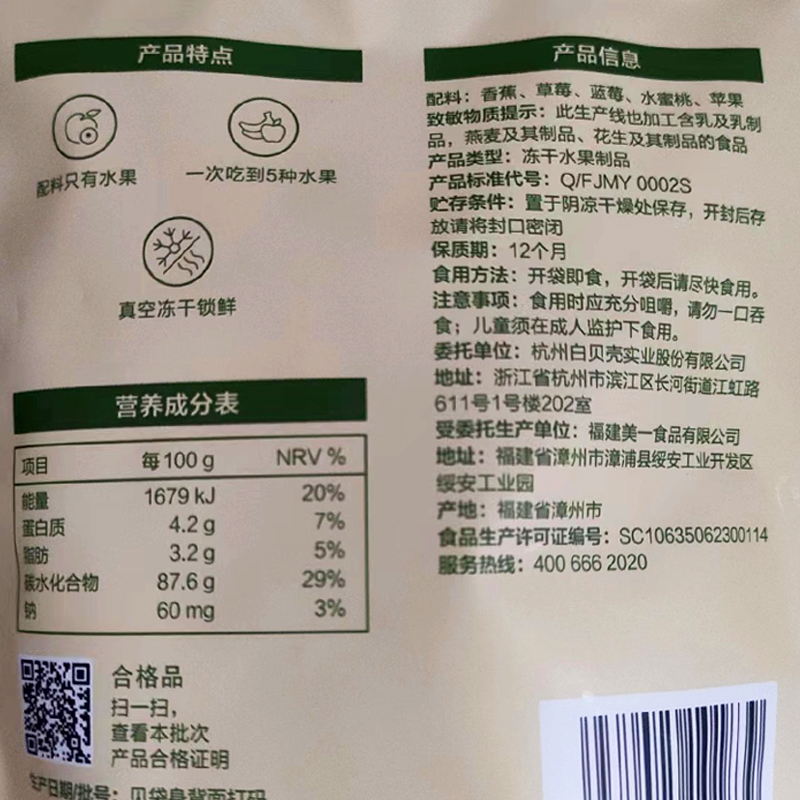 产品特点
配料只有水果
一次吃到5种水果
真空冻干锁鲜
营养成分表
项目 每100g NRV %
能量 1679 kJ 20%
蛋白质 4.2 g 7%
脂肪 3.2 g 5%
碳水化合物 87.6 g 29%
钠 60 mg 3%
合格品
扫一扫，
查看本批次
产品合格证明
生产日期/批号：见袋身背面打码
产品信息
配料：香蕉、草莓、蓝莓、水蜜桃、苹果
致敏物质提示：此生产线也加工含乳及乳制
品，燕麦及其制品、花生及其制品的食品
产品类型：冻干水果制品
产品标准代号：Q/FJMY 0002S
贮存条件：置于阴凉干燥处保存，开封后存
放请将封口密闭
保质期：12个月
食用方法：开袋即食，开袋后请尽快食用。
注意事项：食用时应充分咀嚼，请勿一口吞
食；儿童须在成人监护下食用。
委托单位：杭州白贝壳实业股份有限公司
地址：浙江省杭州市滨江区长河街道江虹路
611号1号楼202室
受委托生产单位：福建美一食品有限公司
地址：福建省漳州市漳浦县绥安工业开发区
绥安工业园
产地：福建省漳州市
食品生产许可证编号：SC10635062300114
服务热线：400 666 2020